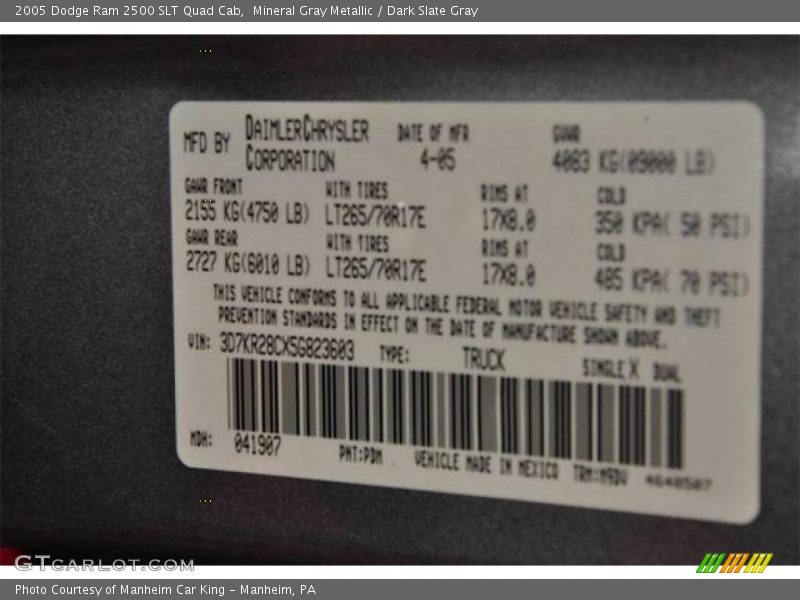 2005 Dodge Ram 2500 SLT Quad Cab,  Mineral Gray Metallic / Dark Slate Gray
MFD BY DAIMLERCHRYSLER CORPORATION DATE OF MFR 4-05 GVWR 4083 KG(09000 LB)
GAWR FRONT WITH TIRES RIMS AT COLD
2155 KG(4750 LB) LT265/70R17E 17X8.0 350 KPA( 50 PSI)
GAWR REAR WITH TIRES RIMS AT COLD
2727 KG(6010 LB) LT265/70R17E 17X8.0 485 KPA( 70 PSI)
THIS VEHICLE CONFORMS TO ALL APPLICABLE FEDERAL MOTOR VEHICLE SAFETY AND THEFT
PREVENTION STANDARDS IN EFFECT ON THE DATE OF MANUFACTURE SHOWN ABOVE.
VIN: 3D7KR28CX5G823603 TYPE: TRUCK SINGLE X DUAL
MDH: 041907 PNT:PDM VEHICLE MADE IN MEXICO TRM:M9DV 4648507
GTCARLOT.COM
Photo Courtesy of Manheim Car King – Manheim, PA